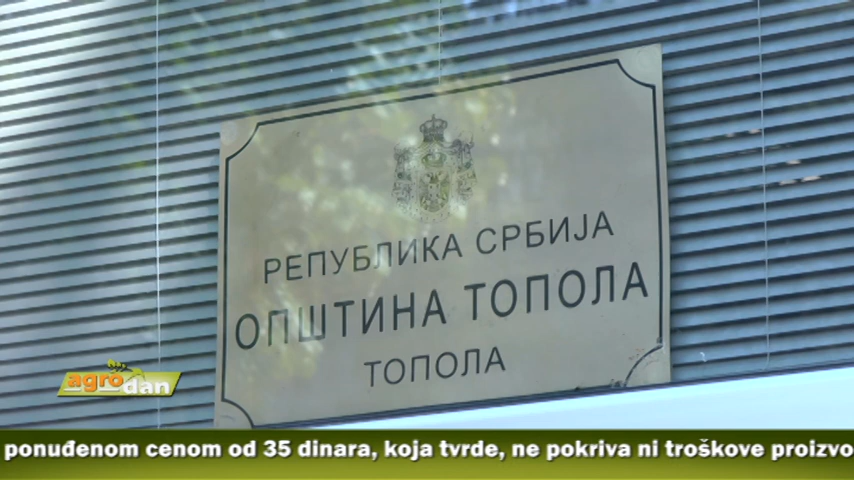 РЕПУБЛИКА СРБИЈА
ОПШТИНА ТОПОЛА
ТОПОЛА
agro
dan
ponuđenom cenom od 35 dinara, koja tvrde, ne pokriva ni troškove proizvo